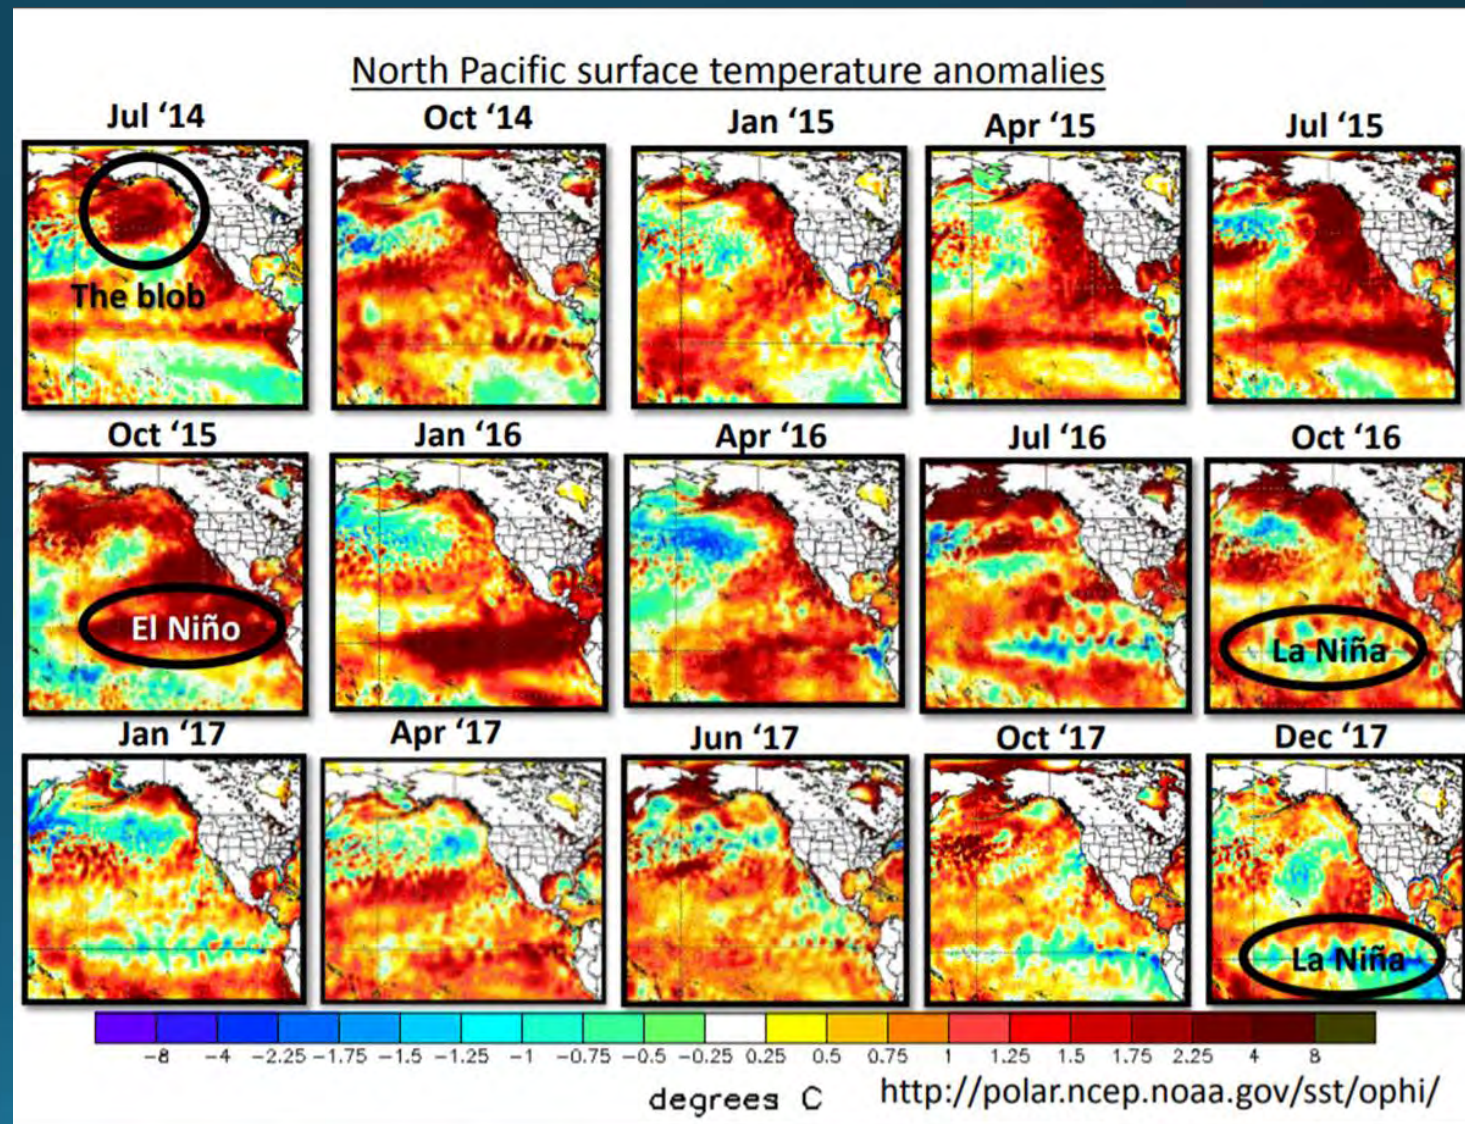 North Pacific surface temperature anomalies
Jul ‘14
Oct ‘14
Jan ‘15
Apr ‘15
Jul ‘15
The blob
Oct ‘15
Jan ‘16
Apr ‘16
Jul ‘16
Oct ‘16
El Niño
La Niña
Jan ‘17
Apr ‘17
Jun ‘17
Oct ‘17
Dec ‘17
La Niña
-8 -4 -2.25 -1.75 -1.5 -1.25 -1 -0.75 -0.5 -0.25 0.25 0.5 0.75 1 1.25 1.5 1.75 2.25 4 8
degrees C
http://polar.ncep.noaa.gov/sst/ophi/